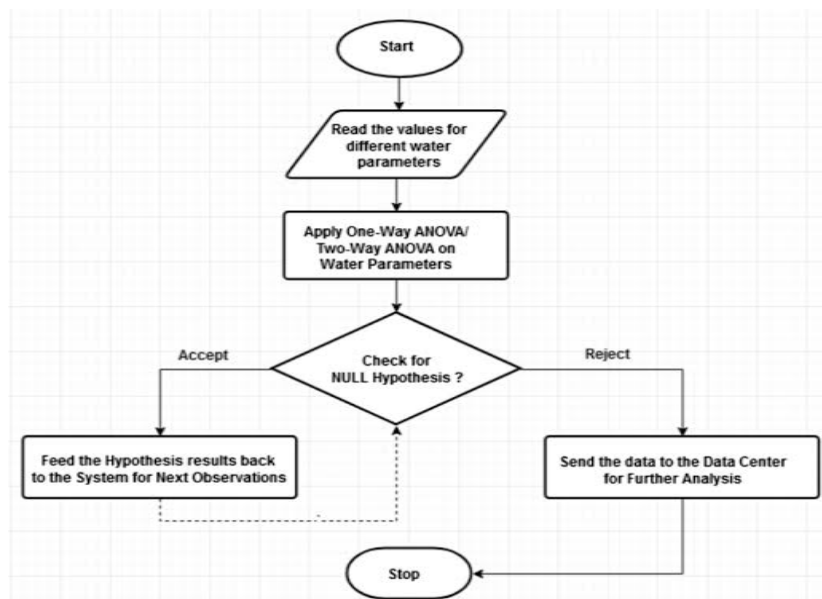 Start
Read the values for
different water
parameters
Apply One-Way ANOVA/
Two-Way ANOVA on
Water Parameters
Check for
NULL Hypothesis ?
Accept
Reject
Feed the Hypothesis results back
to the System for Next Observations
Send the data to the Data Center
for Further Analysis
Stop